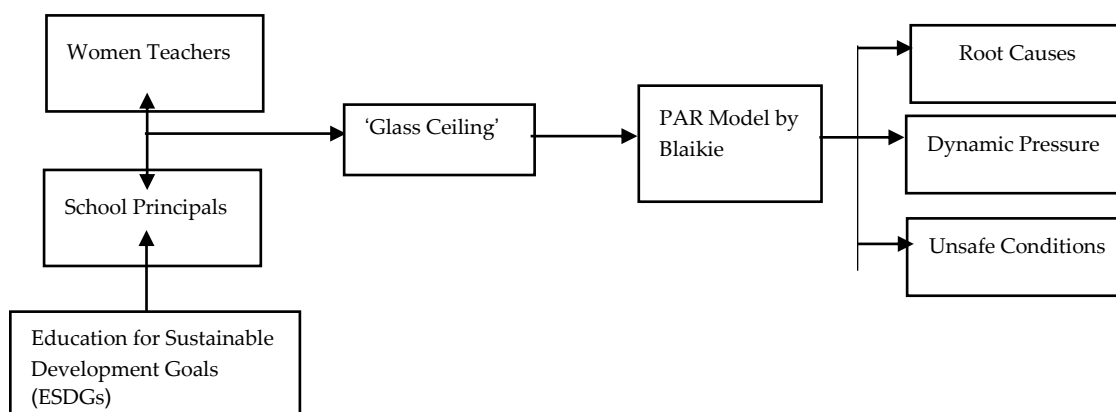 Women Teachers
School Principals
Education for Sustainable
Development Goals
(ESDGs)
‘Glass Ceiling’
PAR Model by
Blaikie
Root Causes
Dynamic Pressure
Unsafe Conditions